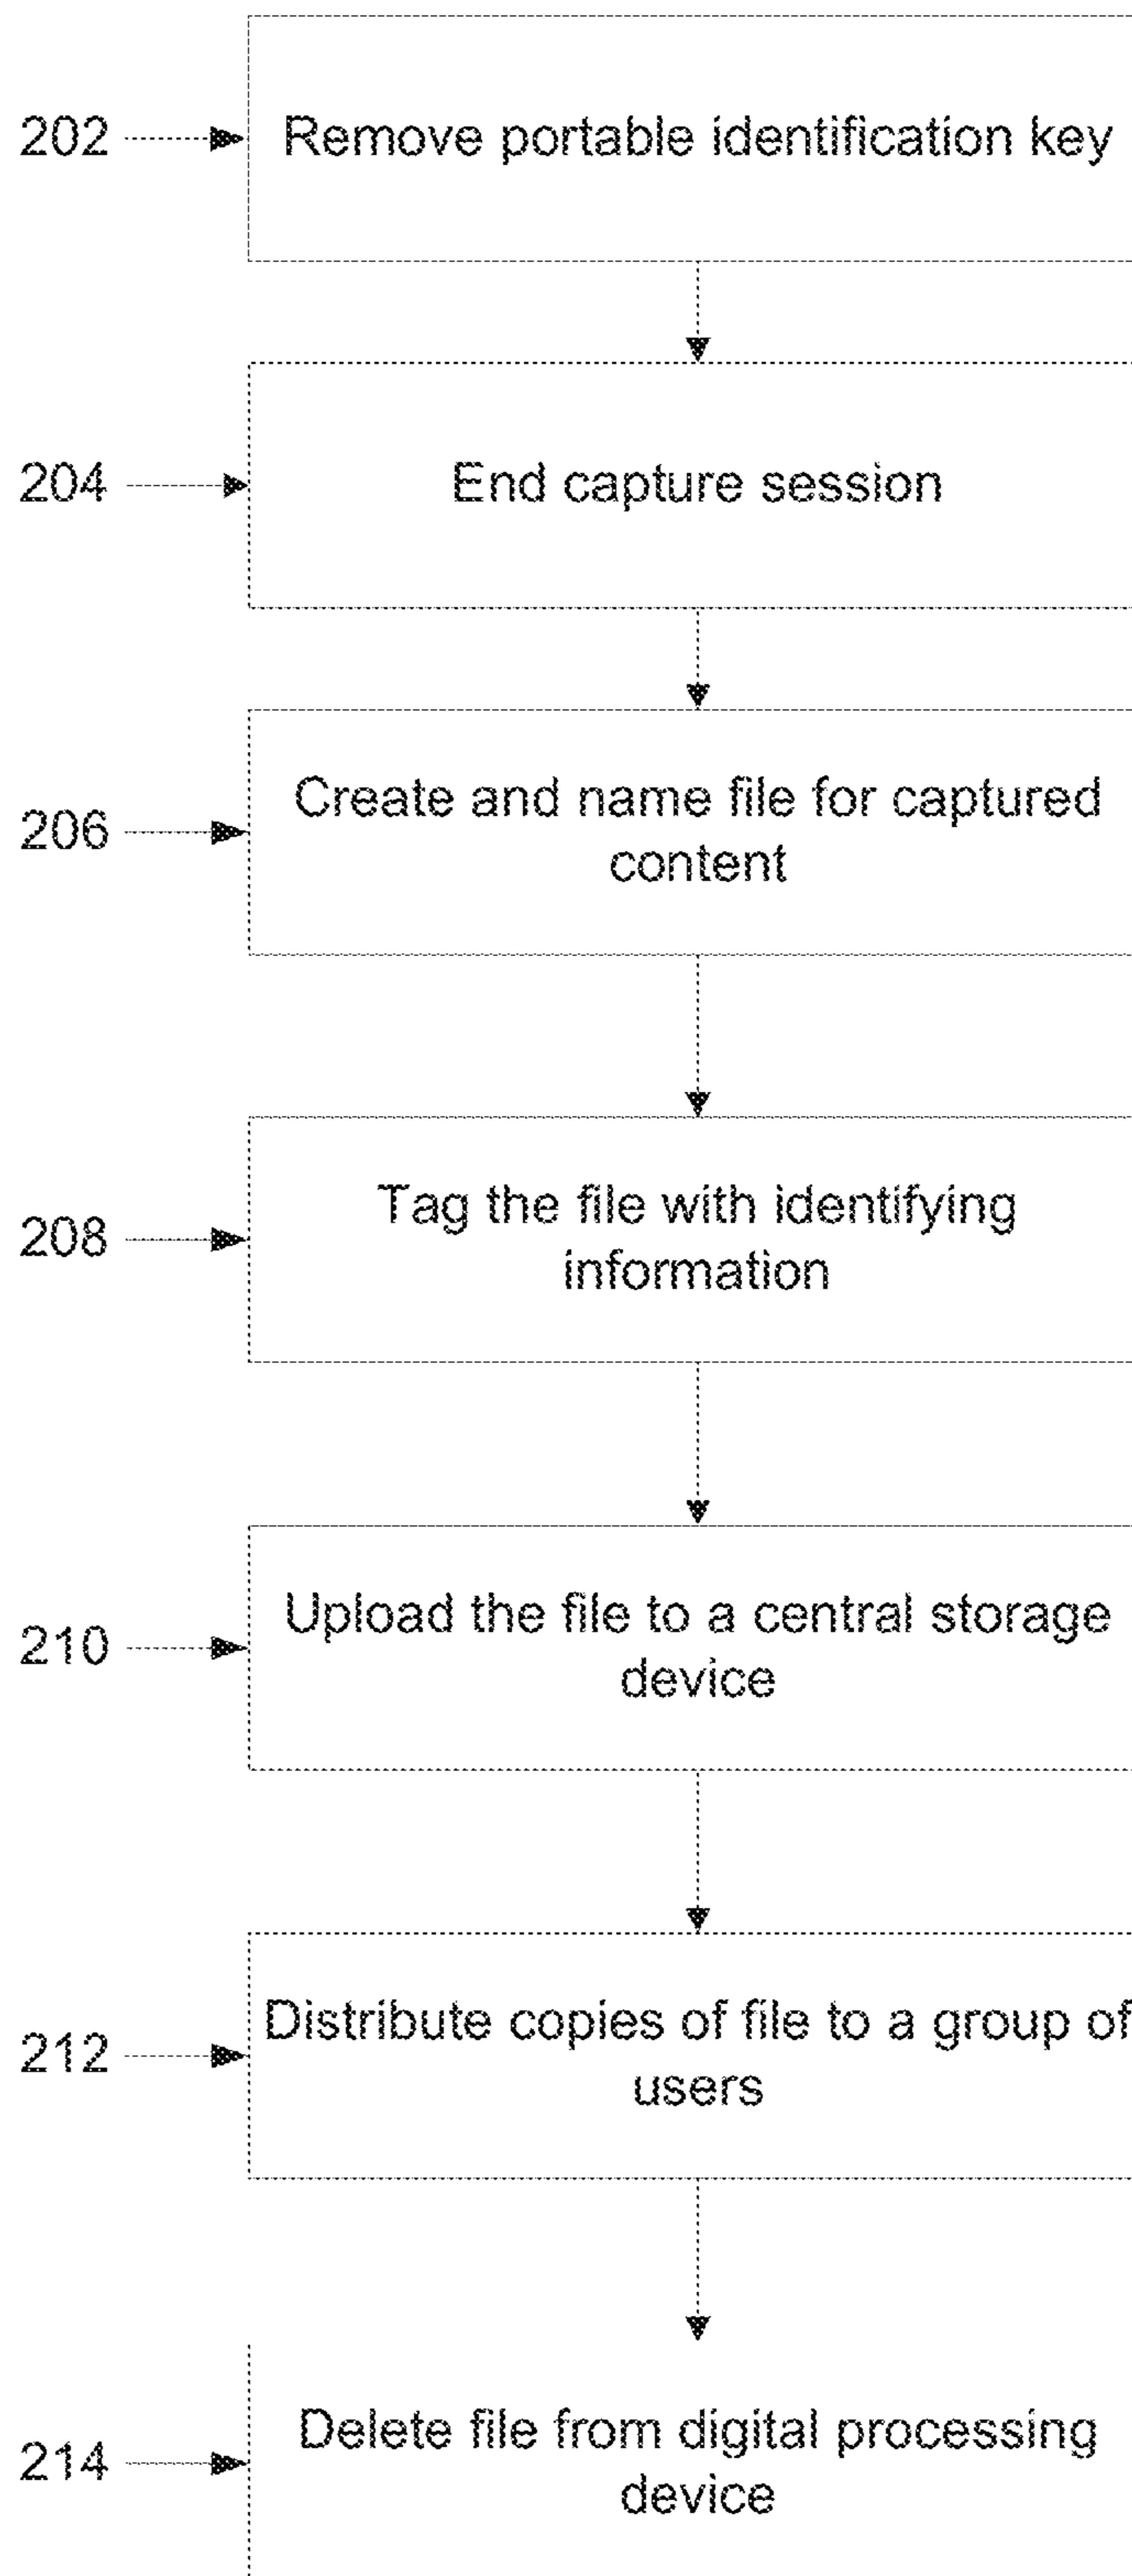 202
Remove portable identification key
204
End capture session
206
Create and name file for captured
content
208
Tag the file with identifying
information
210
Upload the file to a central storage
device
212
Distribute copies of file to a group of
users
214
Delete file from digital processing
device